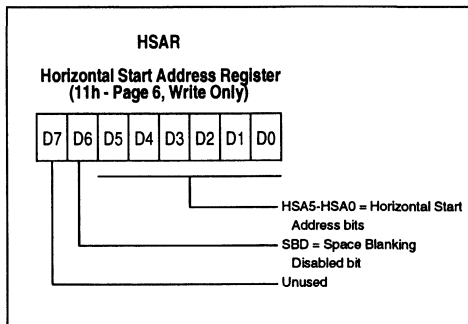 HSAR
Horizontal Start Address Register
(11h - Page 6, Write Only)
D7 D6 D5 D4 D3 D2 D1 D0
HSA5-HSA0 = Horizontal Start
Address bits
SBD = Space Blanking
Disabled bit
Unused